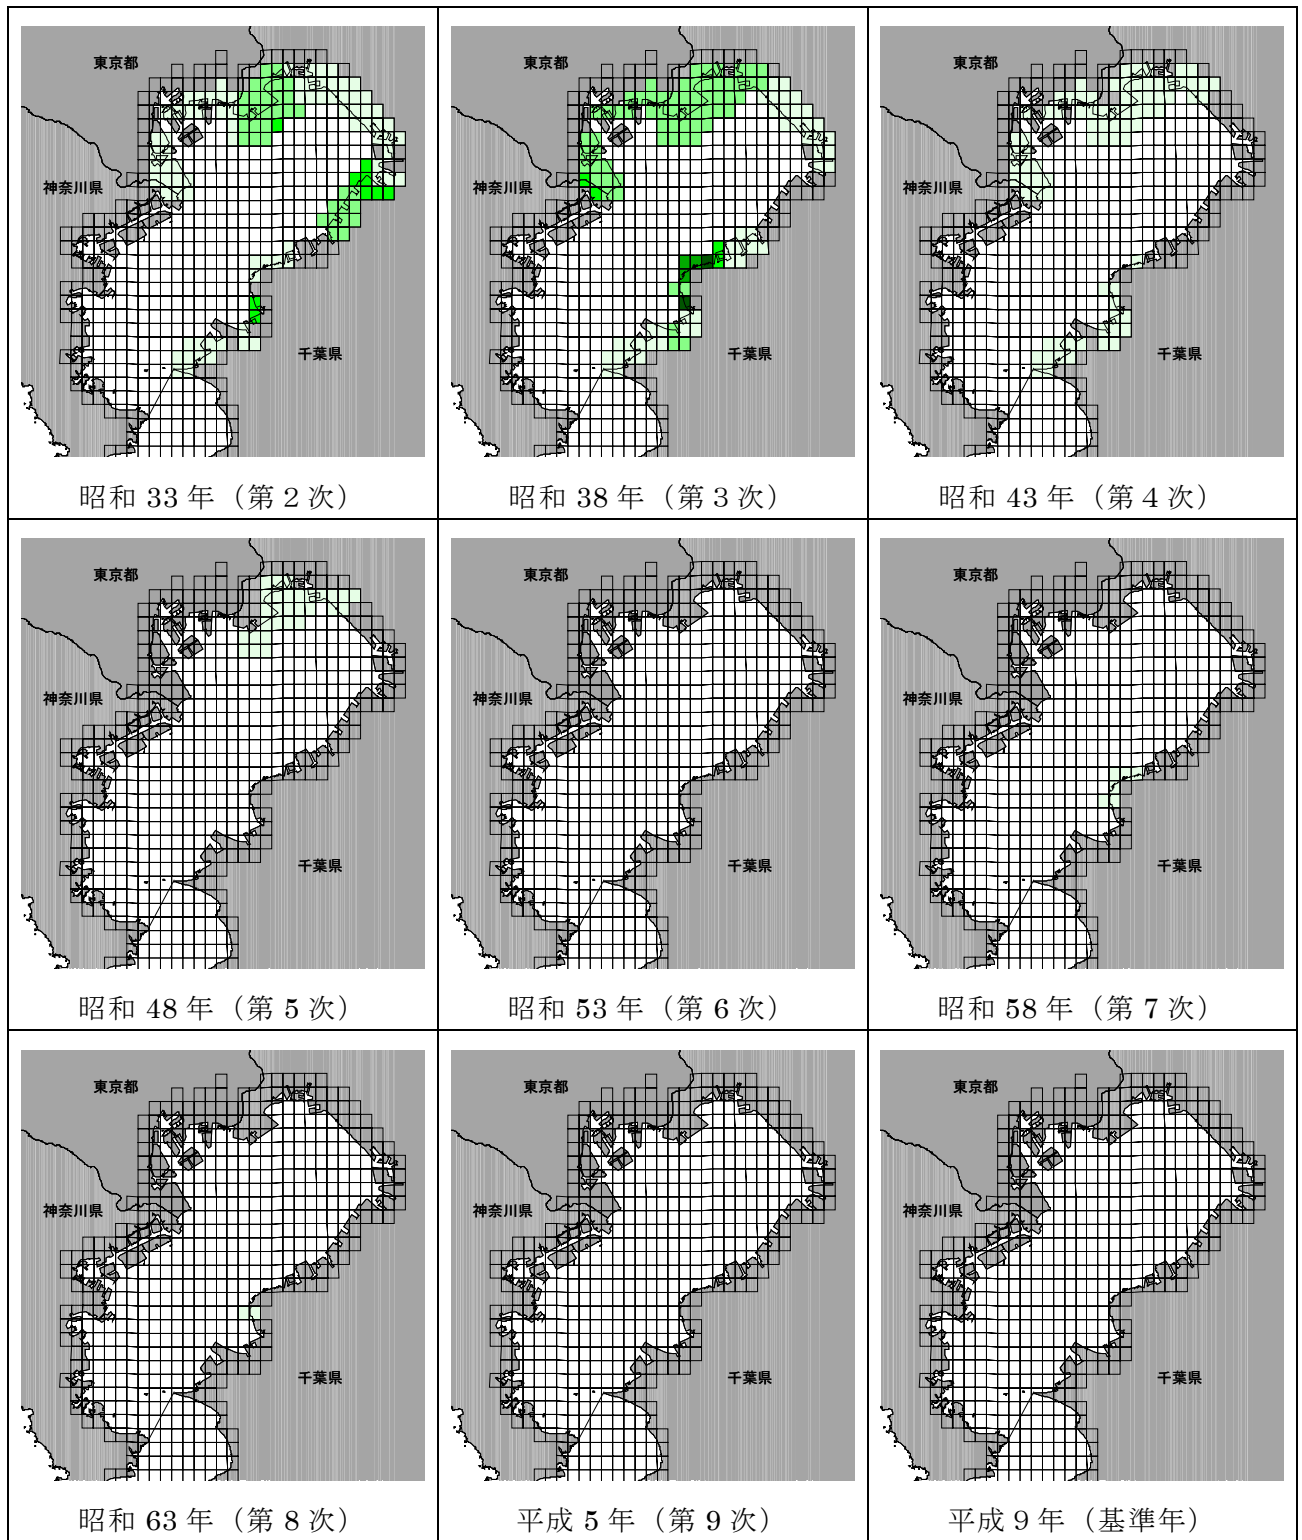 東京都
神奈川県
千葉県
昭和 33 年（第２次）
東京都
神奈川県
千葉県
昭和 38 年（第３次）
東京都
神奈川県
千葉県
昭和 43 年（第４次）
東京都
神奈川県
千葉県
昭和 48 年（第 5 次）
東京都
神奈川県
千葉県
昭和 53 年（第 6 次）
東京都
神奈川県
千葉県
昭和 58 年（第 7 次）
東京都
神奈川県
千葉県
昭和 63 年（第 8 次）
東京都
神奈川県
千葉県
平成 5 年（第 9 次）
東京都
神奈川県
千葉県
平成９年（基準年）